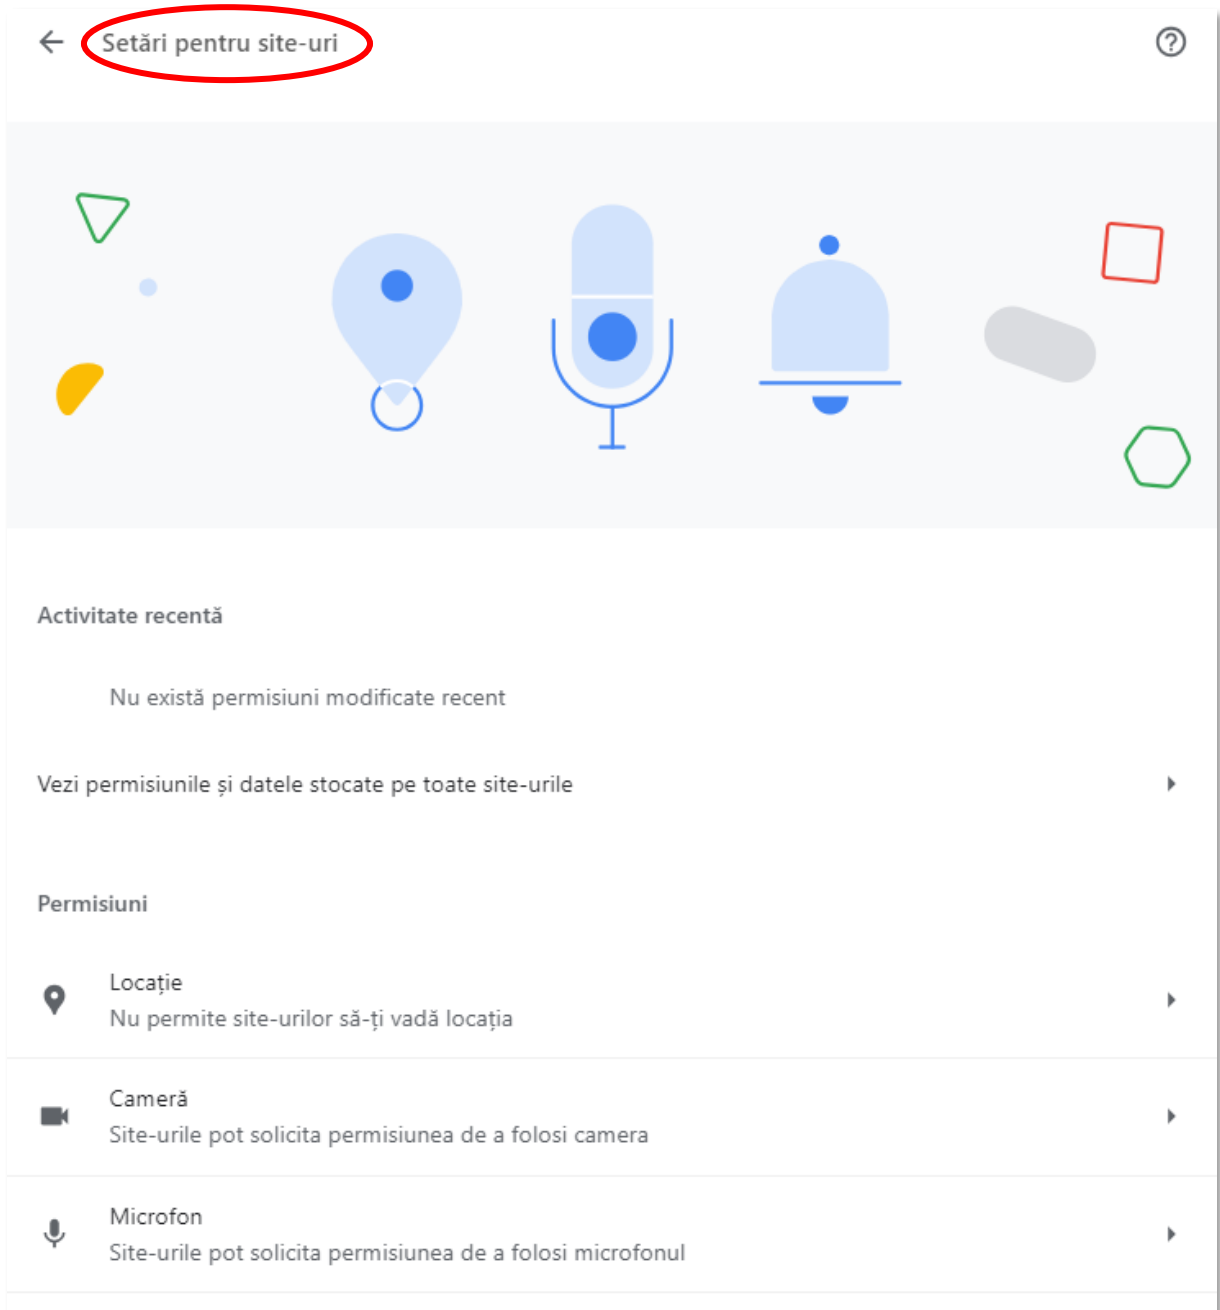 Setări pentru site-uri
Activitate recentă
Nu există permisiuni modificate recent
Vezi permisiunile și datele stocate pe toate site-urile
Permisiuni
Locație
Nu permite site-urilor să-ți vadă locația
Cameră
Site-urile pot solicita permisiunea de a folosi camera
Microfon
Site-urile pot solicita permisiunea de a folosi microfonul